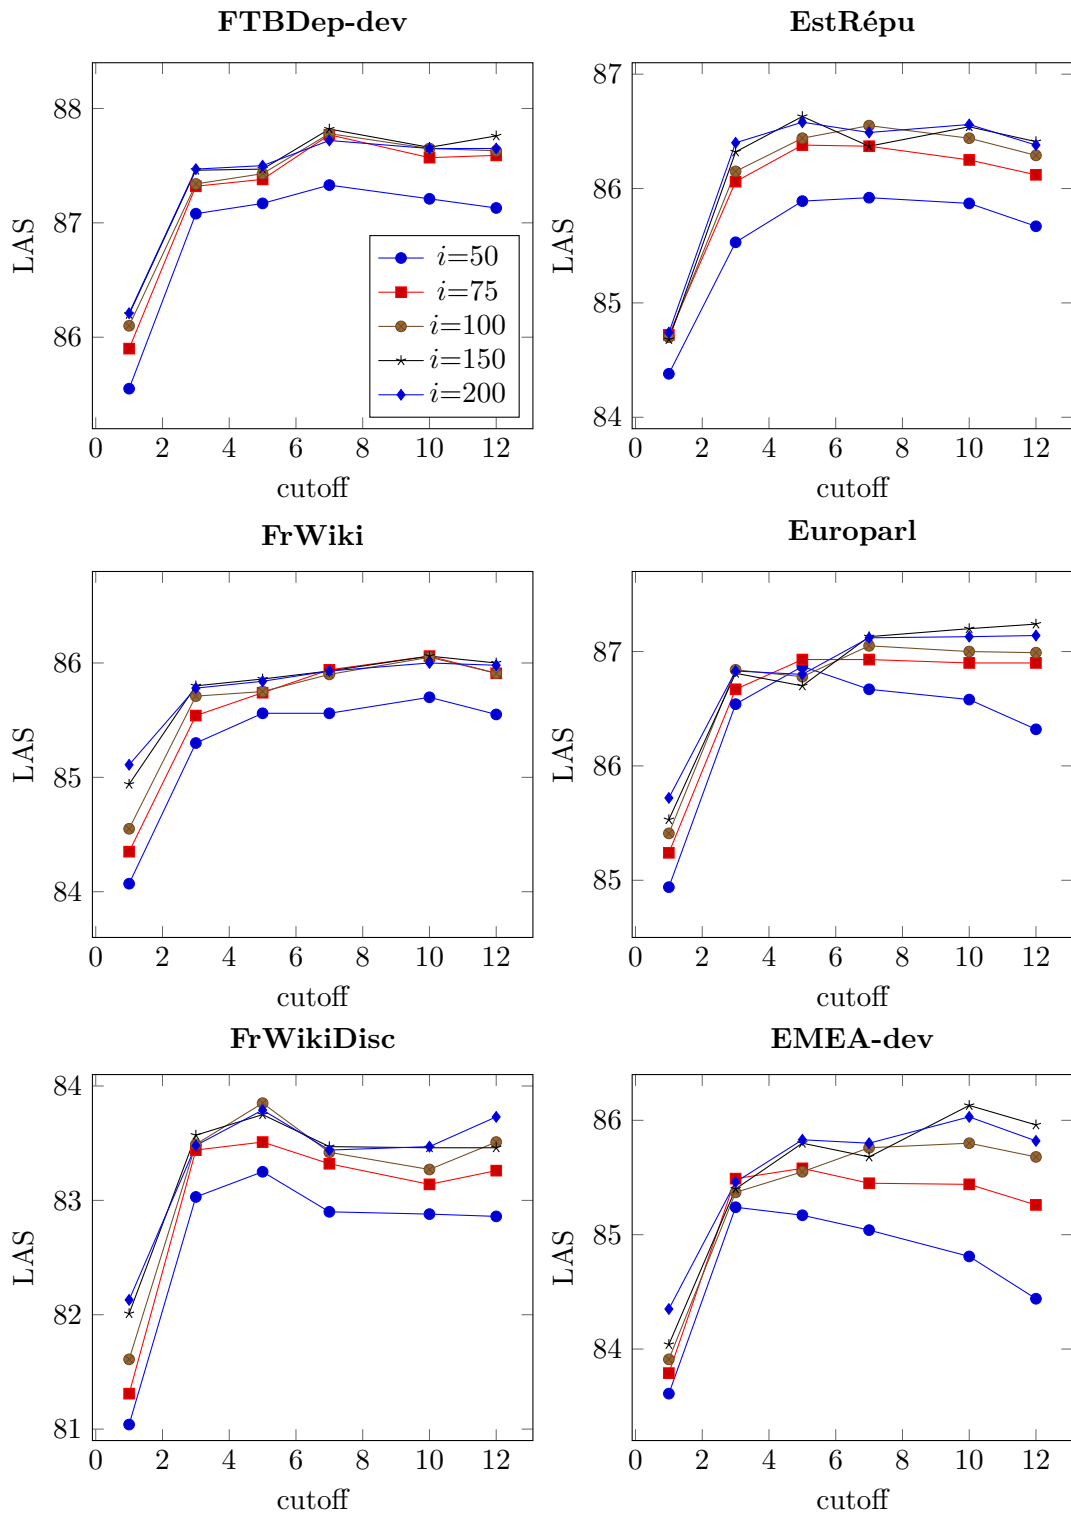 FTBDep-dev
88
87
86
LAS
0 2 4 6 8 10 12
cutoff
i=50
i=75
i=100
i=150
i=200
EstRépu
87
86
85
84
LAS
0 2 4 6 8 10 12
cutoff
FrWiki
86
85
84
LAS
0 2 4 6 8 10 12
cutoff
Europarl
87
86
85
LAS
0 2 4 6 8 10 12
cutoff
FrWikiDisc
84
83
82
81
LAS
0 2 4 6 8 10 12
cutoff
EMEA-dev
86
85
84
LAS
0 2 4 6 8 10 12
cutoff